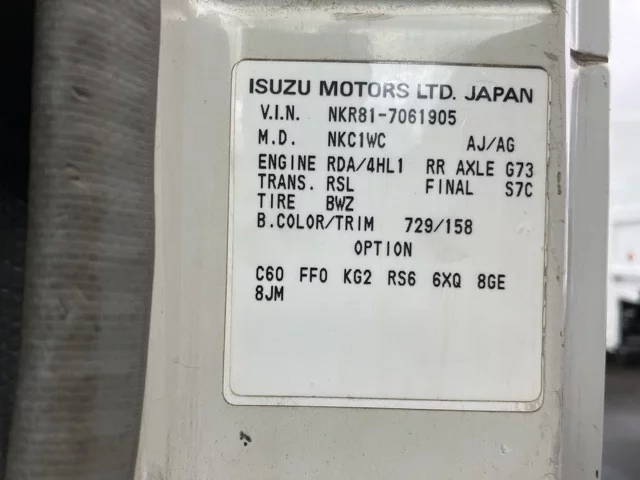 ISUZU MOTORS LTD. JAPAN
V.I.N. NKR81-7061905
M.D. NKC1WC AJ/AG
ENGINE RDA/4HL1 RR AXLE G73
TRANS. RSL FINAL S7C
TIRE BWZ
B.COLOR/TRIM 729/158
OPTION
C60 FF0 KG2 RS6 6XQ 8GE
8JM